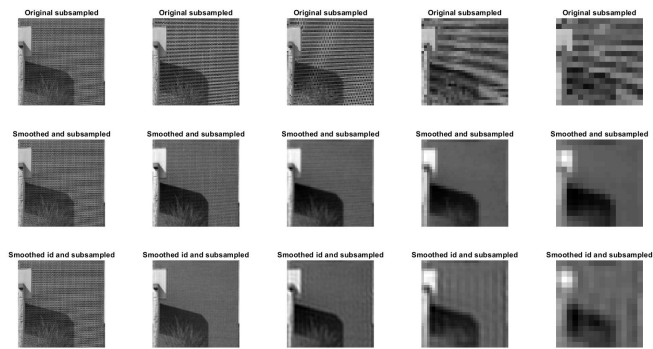 Original subsampled Original subsampled Original subsampled Original subsampled Original subsampled
Smoothed and subsampled Smoothed and subsampled Smoothed and subsampled Smoothed and subsampled Smoothed and subsampled
Smoothed id and subsampled Smoothed id and subsampled Smoothed id and subsampled Smoothed id and subsampled Smoothed id and subsampled